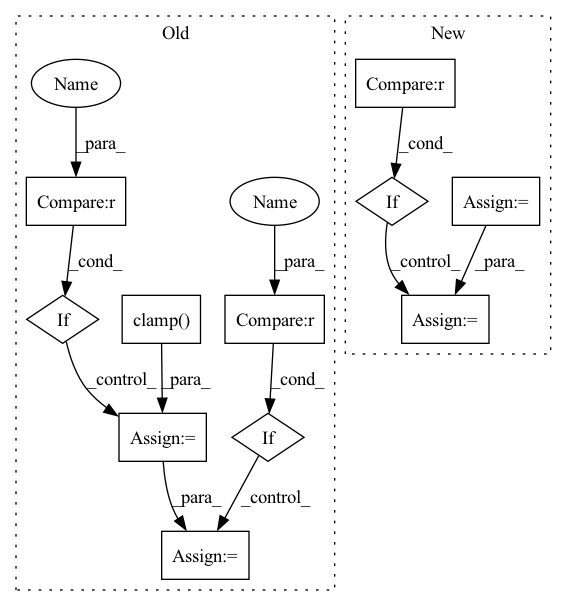 Old
New
Name
Compare:r
_para_
_cond_
Name
Compare:r
If
Assign:=
_para_
_cond_
If
clamp()
Compare:r
_control_
_para_
Assign:=
_control_
_para_
_cond_
Assign:=
If
_para_
_control_
Assign:=